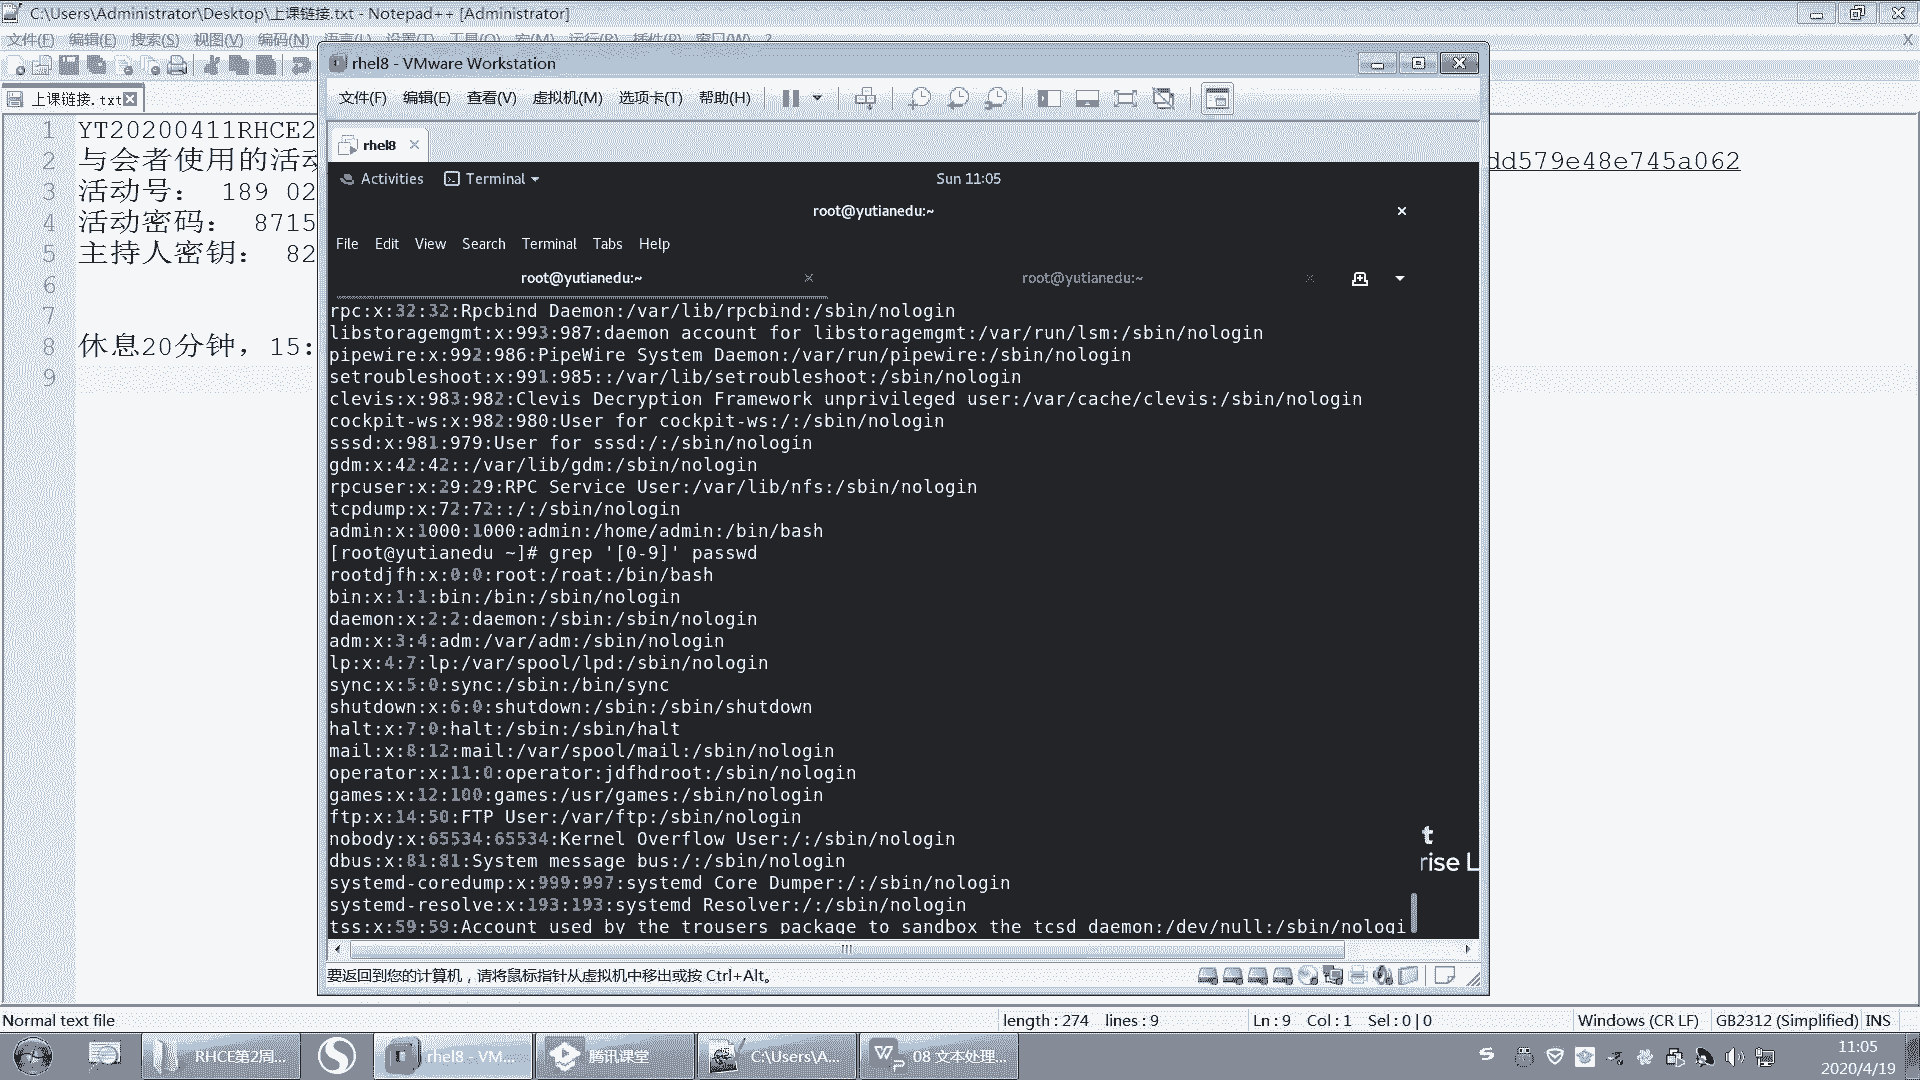 C:\Users\Administrator\Desktop\上课链接.txt - Notepad++ [Administrator]
文件(F) 编辑(E) 搜索(S) 视图(V) 编码(N) 语言(L) 设置(T) 工具(O) 宏(M) 运行(R) 插件(P) 窗口(W) ? X
上课链接.txt
1 YT20200411RHCE2
2 与会者使用的活动 dd579e48e745a062
3 活动号： 189 02
4 活动密码： 8715
5 主持人密钥： 82
6
7
8 休息20分钟，15:
9
rhel8 - VMware Workstation
文件(F) 编辑(E) 查看(V) 虚拟机(M) 选项卡(T) 帮助(H)
rhel8
Activities Terminal Sun 11:05
root@yutianedu:~
File Edit View Search Terminal Tabs Help
root@yutianedu:~ root@yutianedu:~
rpc:x:32:32:Rpcbind Daemon:/var/lib/rpcbind:/sbin/nologin
libstoragemgmt:x:993:987:daemon account for libstoragemgmt:/var/run/lsm:/sbin/nologin
pipewire:x:992:986:PipeWire System Daemon:/var/run/pipewire:/sbin/nologin
setroubleshoot:x:991:985::/var/lib/setroubleshoot:/sbin/nologin
clevis:x:983:982:Clevis Decryption Framework unprivileged user:/var/cache/clevis:/sbin/nologin
cockpit-ws:x:982:980:User for cockpit-ws:/:/sbin/nologin
sssd:x:981:979:User for sssd:/:/sbin/nologin
gdm:x:42:42::/var/lib/gdm:/sbin/nologin
rpcuser:x:29:29:RPC Service User:/var/lib/nfs:/sbin/nologin
tcpdump:x:72:72::/:/sbin/nologin
admin:x:1000:1000:admin:/home/admin:/bin/bash
[root@yutianedu ~]# grep '[0-9]' passwd
rootdjfh:x:0:0:root:/roat:/bin/bash
bin:x:1:1:bin:/bin:/sbin/nologin
daemon:x:2:2:daemon:/sbin:/sbin/nologin
adm:x:3:4:adm:/var/adm:/sbin/nologin
lp:x:4:7:lp:/var/spool/lpd:/sbin/nologin
sync:x:5:0:sync:/sbin:/bin/sync
shutdown:x:6:0:shutdown:/sbin:/sbin/shutdown
halt:x:7:0:halt:/sbin:/sbin/halt
mail:x:8:12:mail:/var/spool/mail:/sbin/nologin
operator:x:11:0:operator:jdfhdroot:/sbin/nologin
games:x:12:100:games:/usr/games:/sbin/nologin
ftp:x:14:50:FTP User:/var/ftp:/sbin/nologin
nobody:x:65534:65534:Kernel Overflow User:/:/sbin/nologin
dbus:x:81:81:System message bus:/:/sbin/nologin
systemd-coredump:x:999:997:systemd Core Dumper:/:/sbin/nologin
systemd-resolve:x:193:193:systemd Resolver:/:/sbin/nologin
tss:x:59:59:Account used by the trousers package to sandbox the tcsd daemon:/dev/null:/sbin/nologi
t
rise L
要返回到您的计算机，请将鼠标指针从虚拟机中移出或按 Ctrl+Alt。
Normal text file length : 274 lines : 9 Ln : 9 Col : 1 Sel : 0 | 0 Windows (CR LF) GB2312 (Simplified) INS
RHCE第2周... rhel8 - VM... 腾讯课堂 C:\Users\A... 08 文本处理... 11:05
2020/4/19